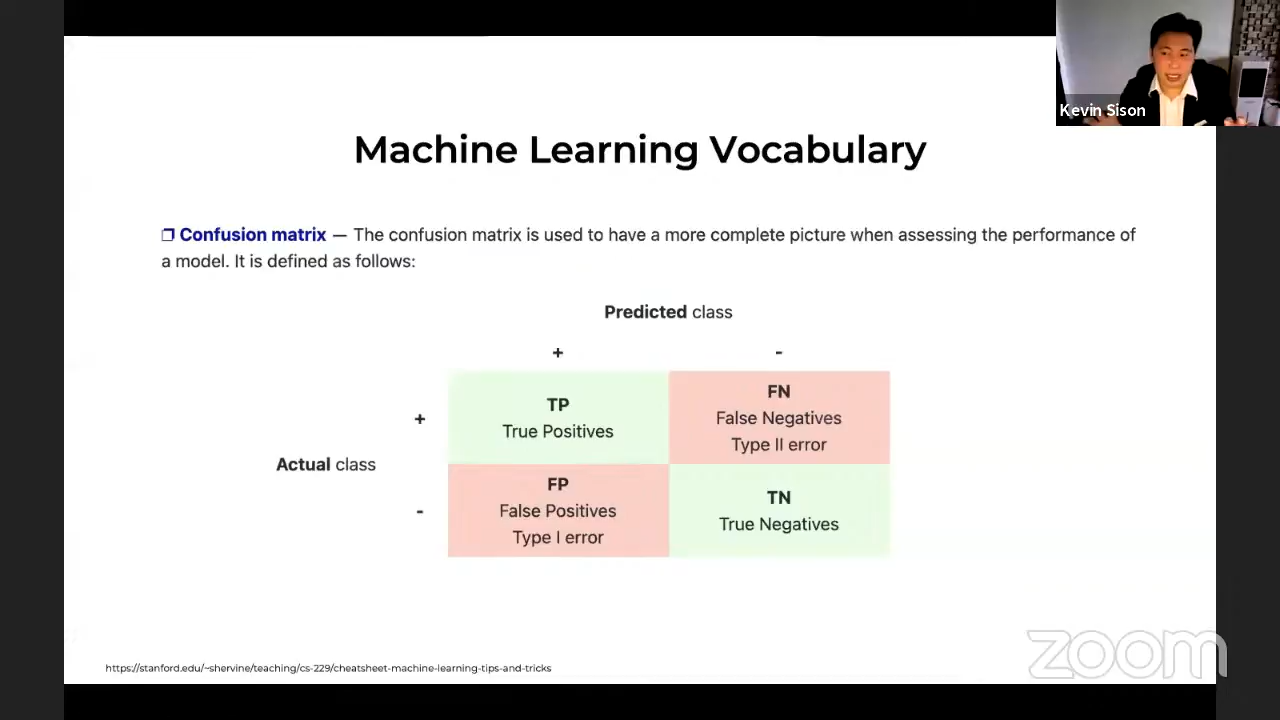 Kevin Sison
Machine Learning Vocabulary
❐ Confusion matrix — The confusion matrix is used to have a more complete picture when assessing the performance of
a model. It is defined as follows:
Predicted class
+ -
TP
True Positives
FN
False Negatives
Type II error
+
Actual class
-
FP
False Positives
Type I error
TN
True Negatives
https://stanford.edu/~shervine/teaching/cs-229/cheatsheet-machine-learning-tips-and-tricks
zoom